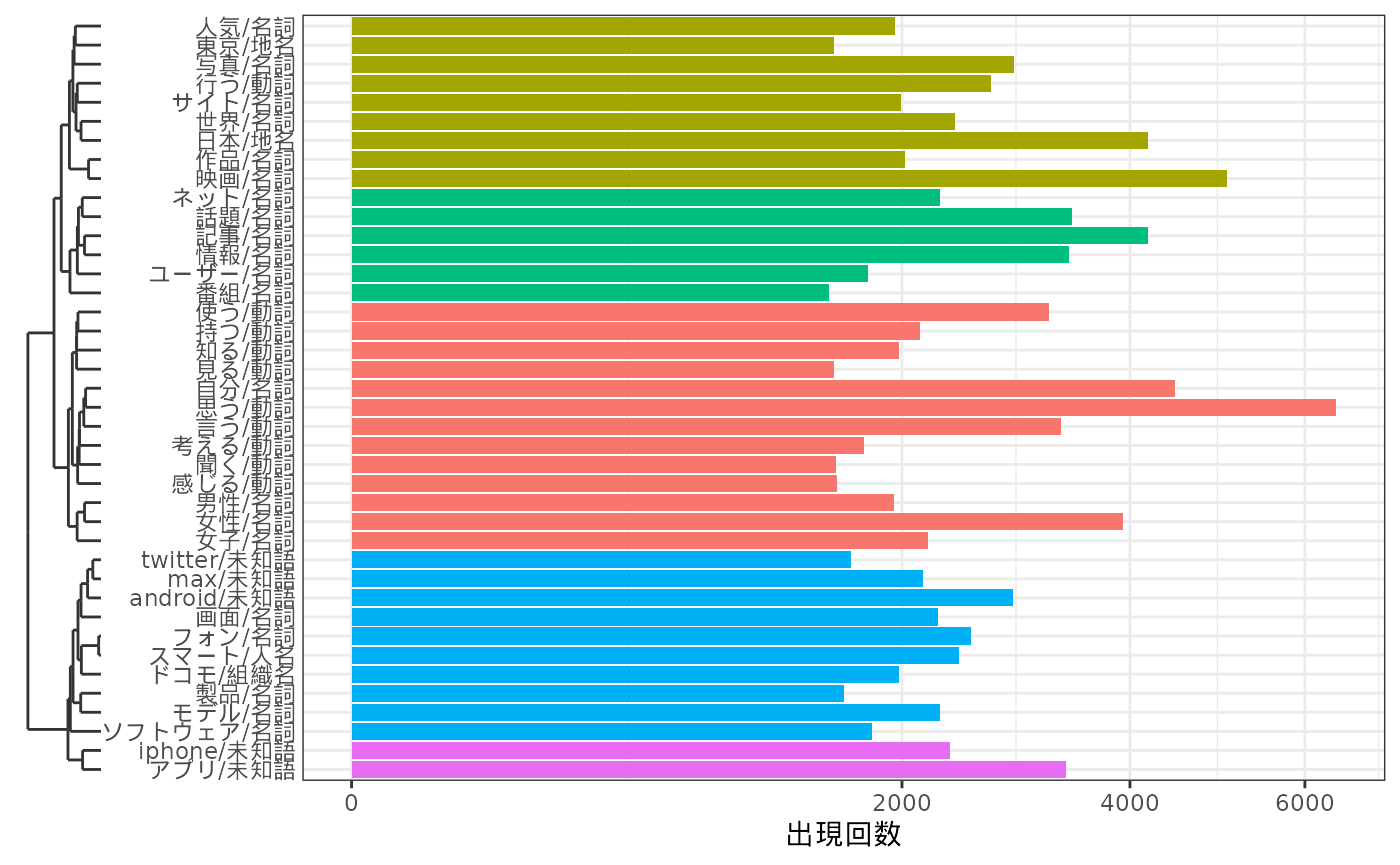 人気/名詞
東京/地名
写真/名詞
行う/動詞
サイト/名詞
世界/名詞
日本/地名
作品/名詞
映画/名詞
ネット/名詞
話題/名詞
記事/名詞
情報/名詞
ユーザー/名詞
番組/名詞
使う/動詞
持つ/動詞
知る/動詞
見る/動詞
自分/名詞
思う/動詞
言う/動詞
考える/動詞
聞く/動詞
感じる/動詞
男性/名詞
女性/名詞
女子/名詞
twitter/未知語
max/未知語
android/未知語
画面/名詞
フォン/名詞
スマート/人名
ドコモ/組織名
製品/名詞
モデル/名詞
ソフトウェア/名詞
iphone/未知語
アプリ/未知語
0 2000 4000 6000
出現回数